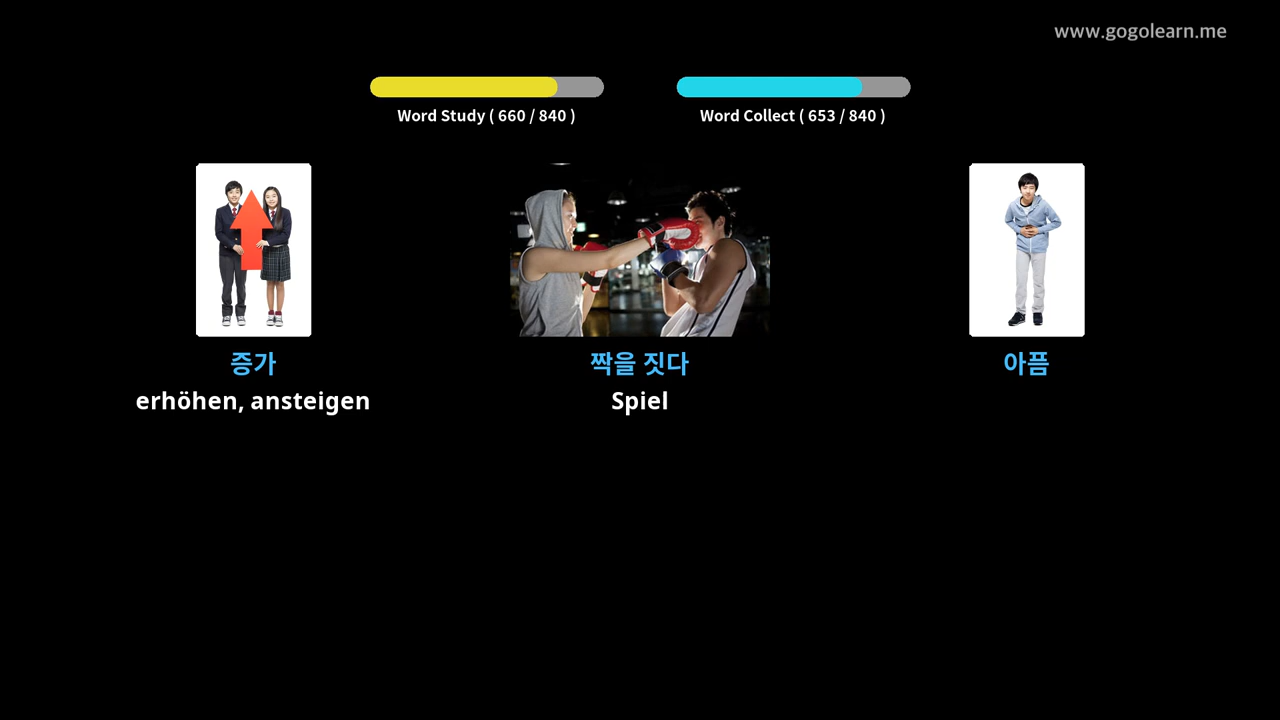 www.gogolearn.me
Word Study ( 660 / 840 )
Word Collect ( 653 / 840 )
증가
erhöhen, ansteigen
짝을 짓다
Spiel
아픔